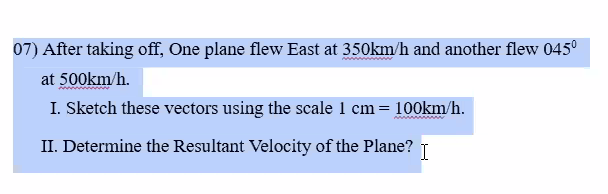 07) After taking off, One plane flew East at 350km/h and another flew 045⁰
at 500km/h.
I. Sketch these vectors using the scale 1 cm = 100km/h.
II. Determine the Resultant Velocity of the Plane?